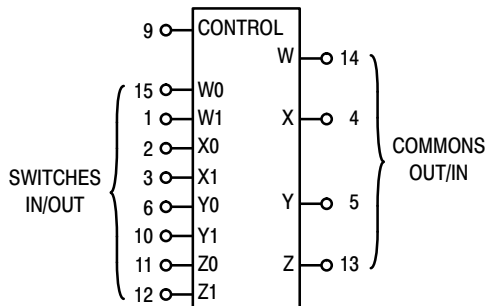 9 CONTROL
W 14
15 W0
1 W1
X 4
2 X0
3 X1
SWITCHES
IN/OUT
COMMONS
OUT/IN
6 Y0
Y 5
10 Y1
11 Z0
Z 13
12 Z1